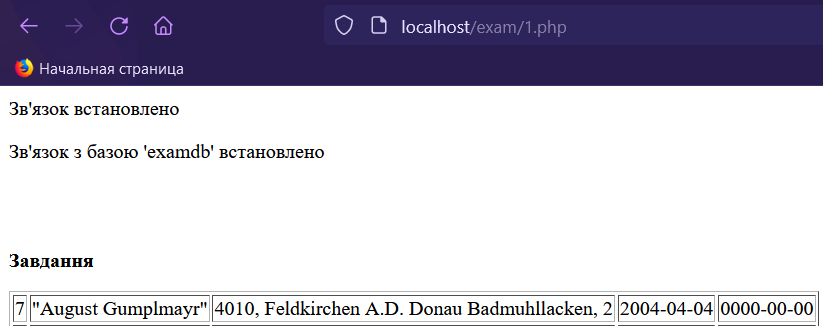 localhost/exam/1.php
Начальная страница
Зв'язок встановлено
Зв'язок з базою 'examdb' встановлено
Завдання
7 "August Gumplmayr" 4010, Feldkirchen A.D. Donau Badmuhllacken, 2 2004-04-04 0000-00-00